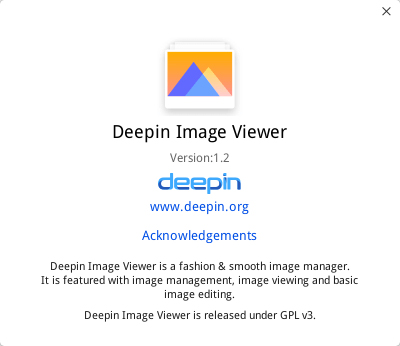 Deepin Image Viewer
Version:1.2
deepin
www.deepin.org
Acknowledgements
Deepin Image Viewer is a fashion & smooth image manager.
It is featured with image management, image viewing and basic
image editing.
Deepin Image Viewer is released under GPL v3.